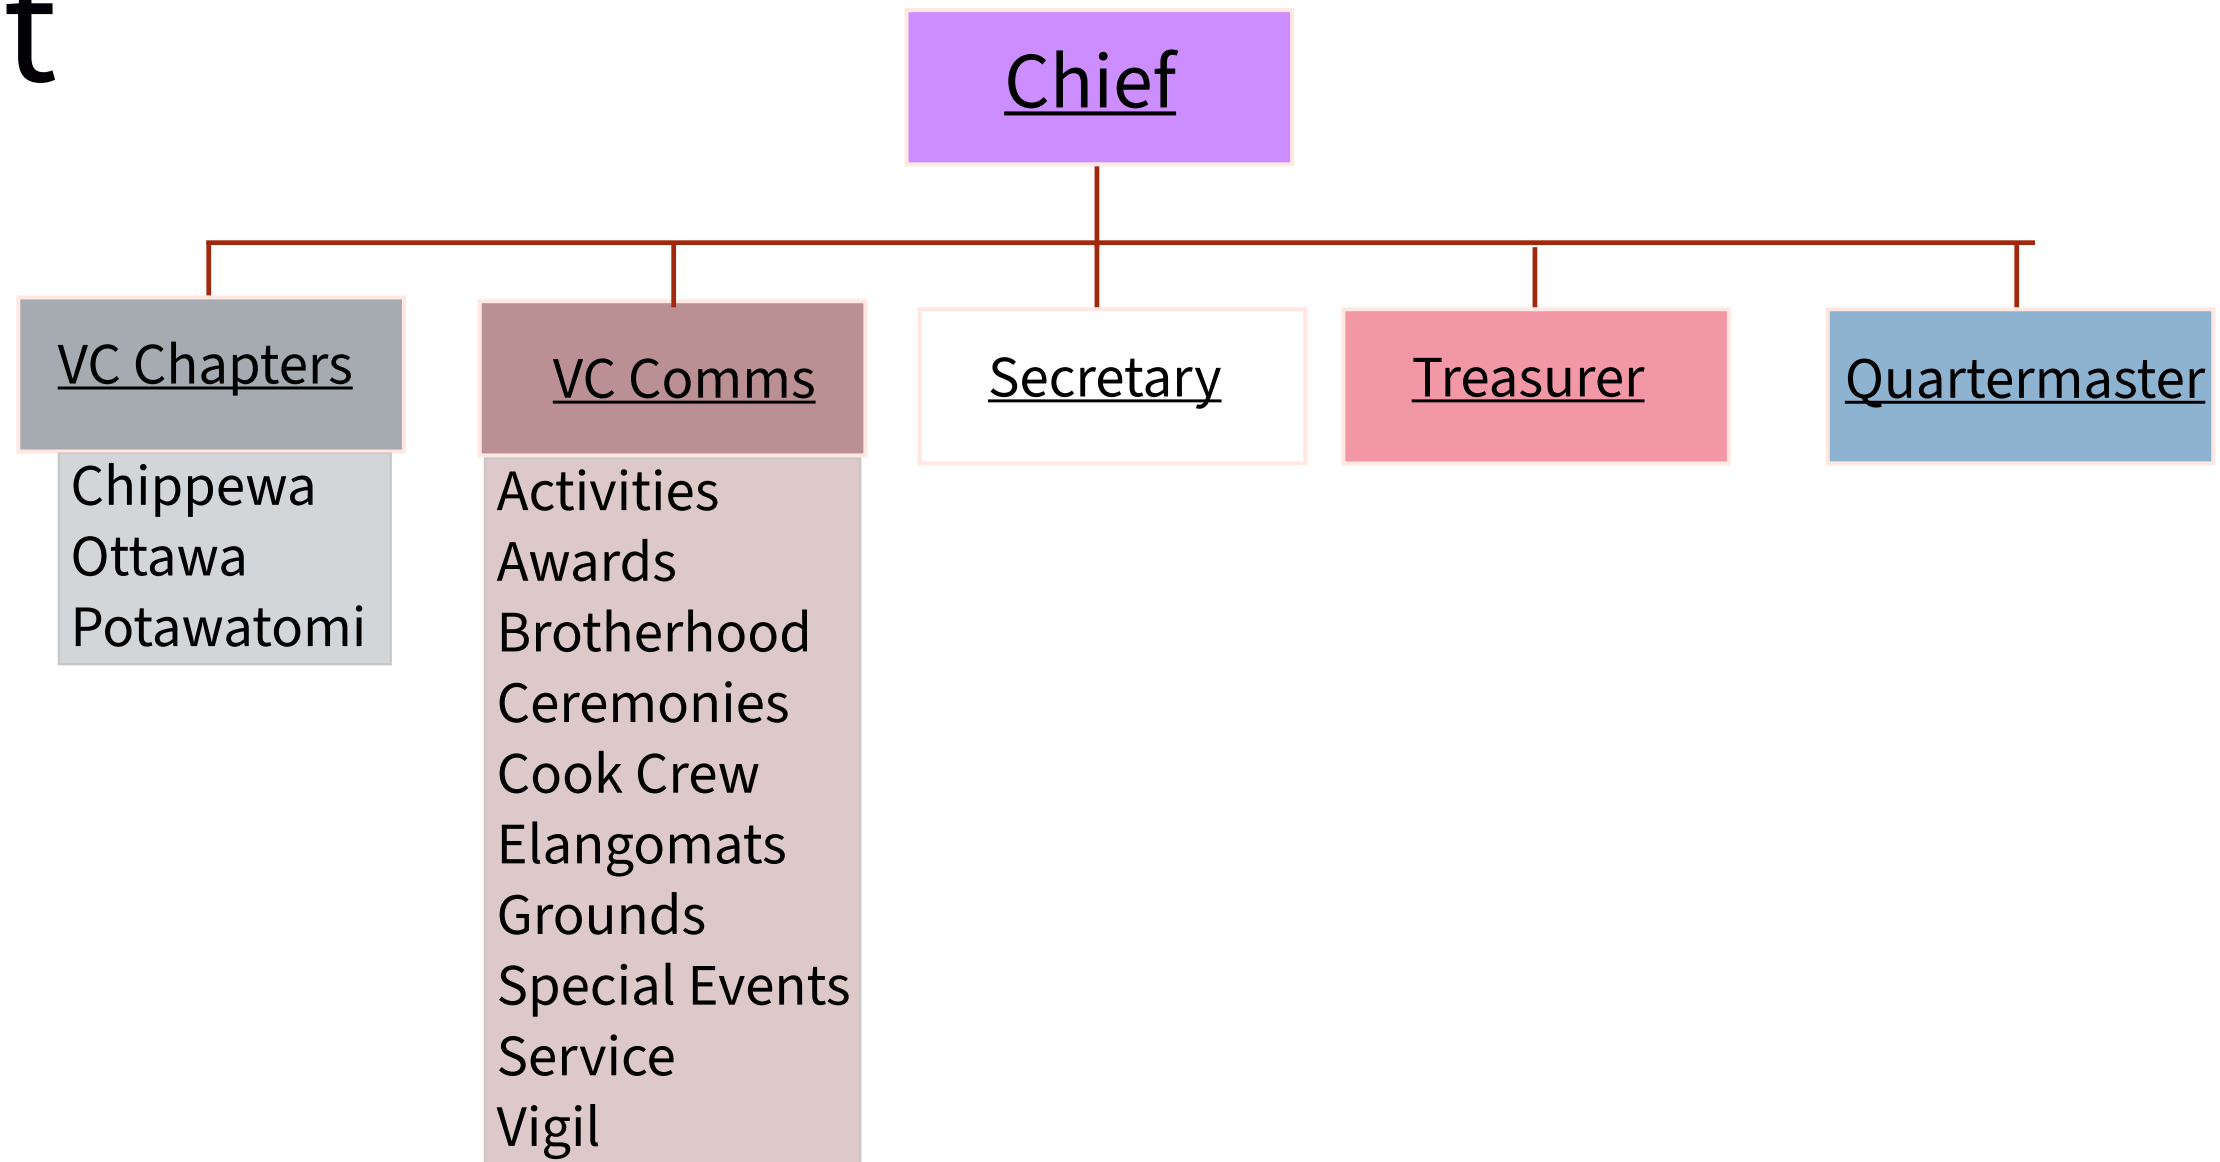 t
Chief
VC Chapters
VC Comms
Secretary
Treasurer
Quartermaster
Chippewa
Ottawa
Potawatomi
Activities
Awards
Brotherhood
Ceremonies
Cook Crew
Elangomats
Grounds
Special Events
Service
Vigil